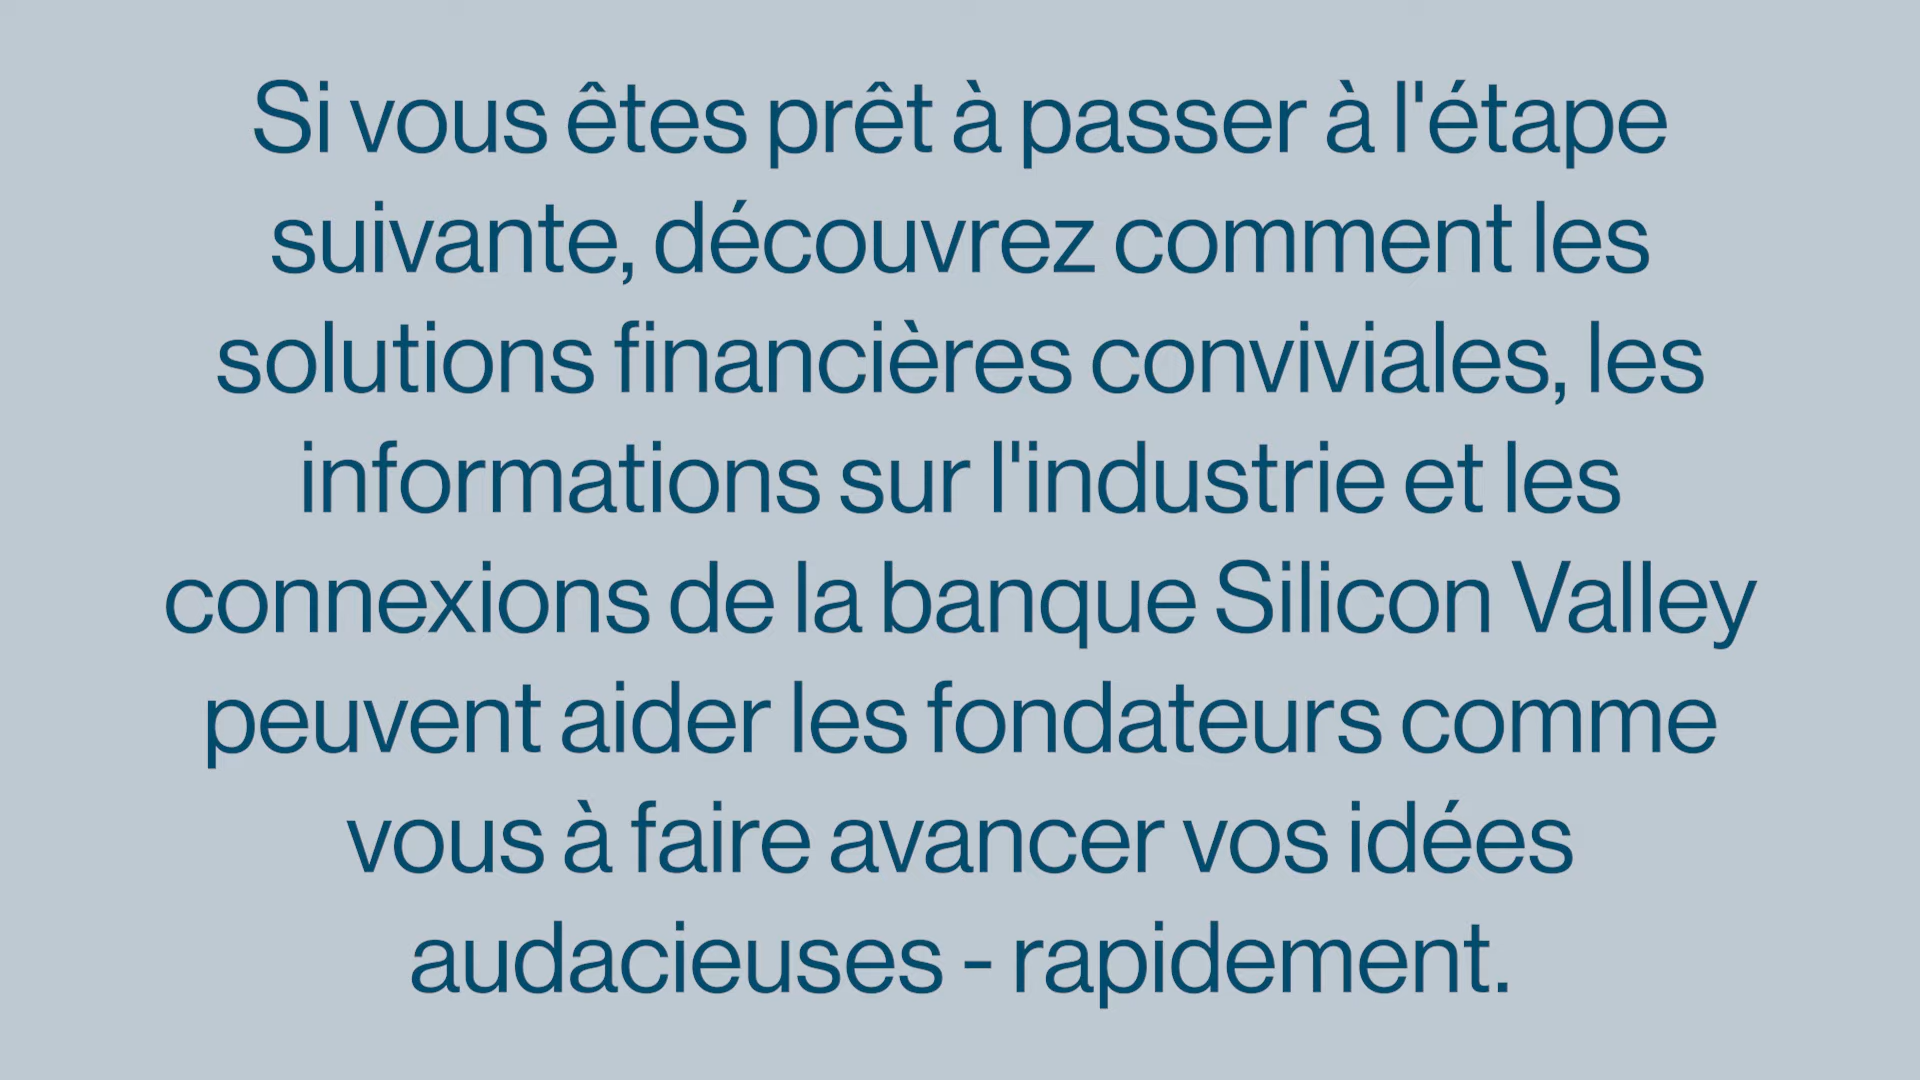 Si vous êtes prêt à passer à l'étape
suivante, découvrez comment les
solutions financières conviviales, les
informations sur l'industrie et les
connexions de la banque Silicon Valley
peuvent aider les fondateurs comme
vous à faire avancer vos idées
audacieuses - rapidement.